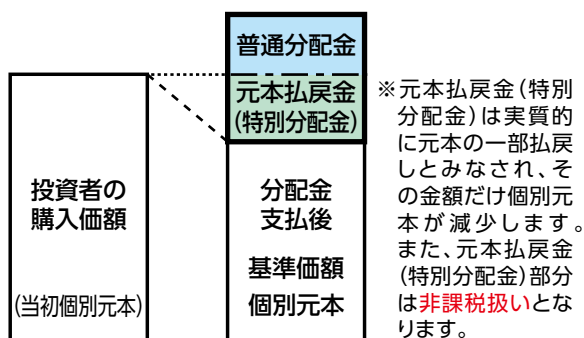 普通分配金
元本払戻金
(特別分配金)
投資者の
購入価額
(当初個別元本)
分配金
支払後
基準価額
個別元本
※元本払戻金(特別
分配金)は実質的
に元本の一部払戻
しとみなされ、そ
の金額だけ個別元
本が減少します。
また、元本払戻金
(特別分配金)部分
は非課税扱いとな
ります。